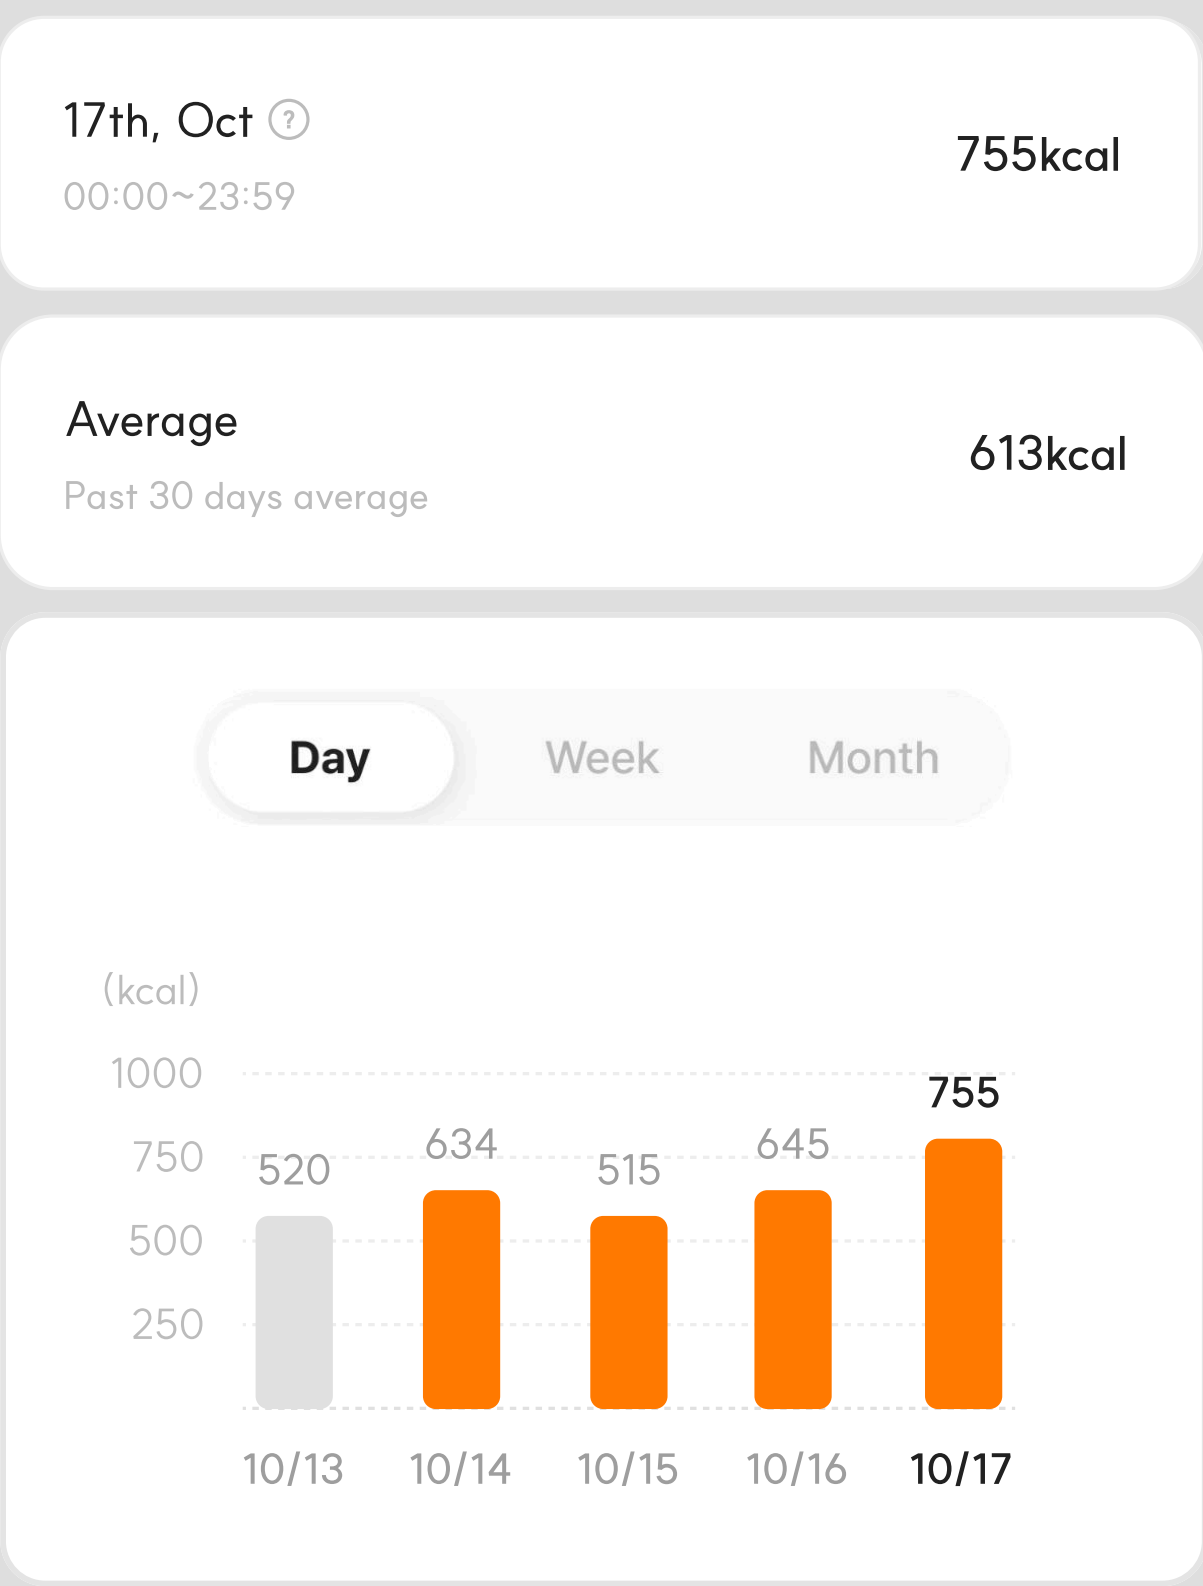 17th, Oct ?
755kcal
00:00~23:59
Average
613kcal
Past 30 days average
Day Week Month
(kcal)
1000
755
750
520 634 515 645
500
250
10/13 10/14 10/15 10/16 10/17